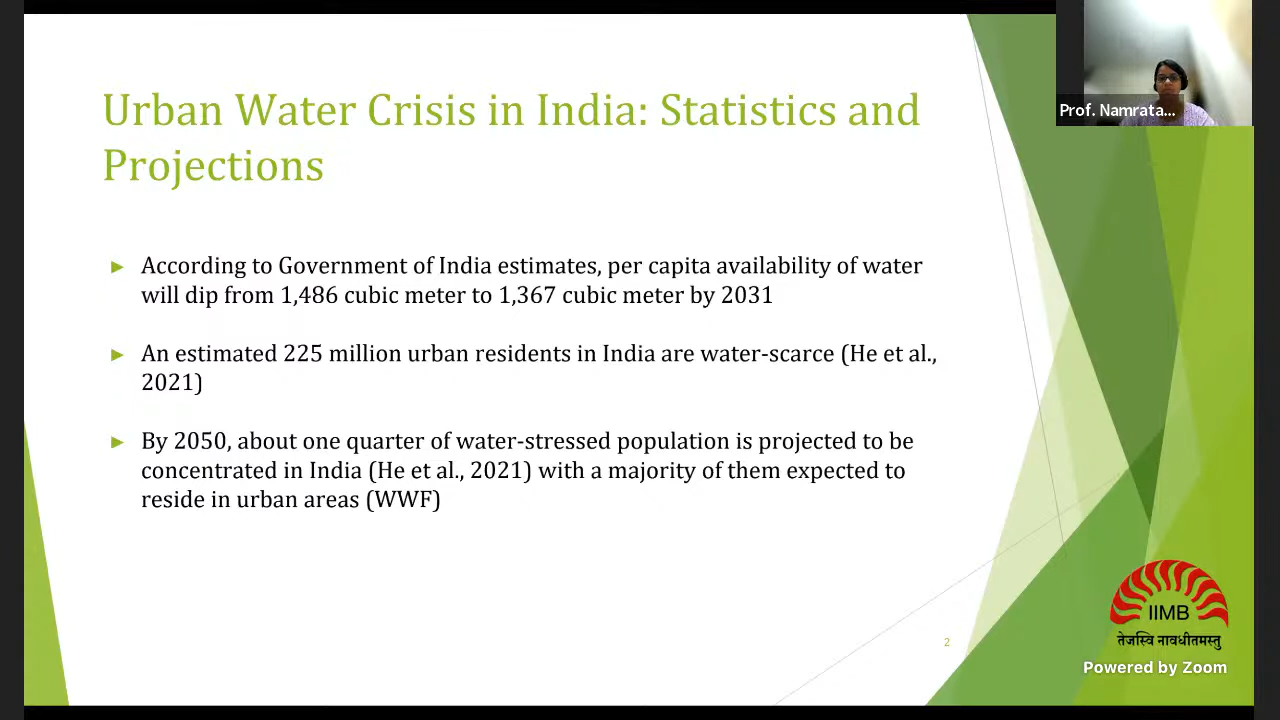 Urban Water Crisis in India: Statistics and
Projections
► According to Government of India estimates, per capita availability of water
will dip from 1,486 cubic meter to 1,367 cubic meter by 2031
► An estimated 225 million urban residents in India are water-scarce (He et al.,
2021)
► By 2050, about one quarter of water-stressed population is projected to be
concentrated in India (He et al., 2021) with a majority of them expected to
reside in urban areas (WWF)
2
Prof. Namrata...
IIMB
तेजस्वि नावधीतमस्तु
Powered by Zoom